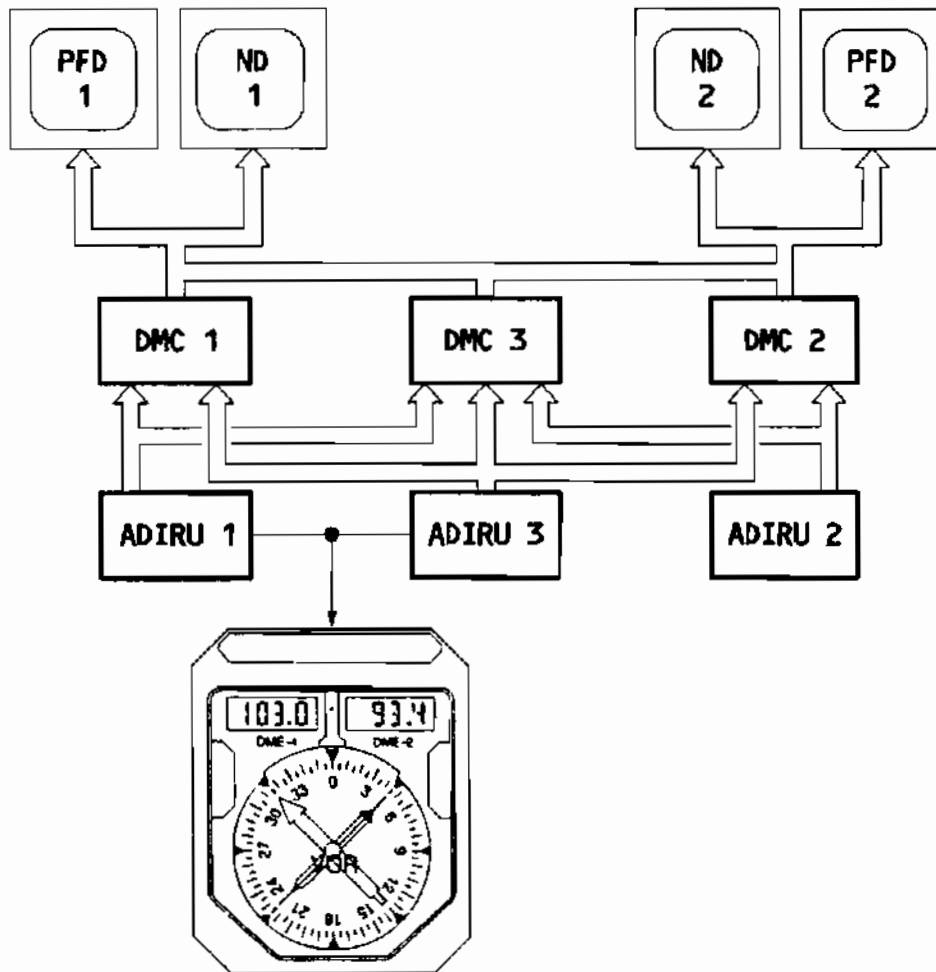 PFD
1
ND
1
ND
2
PFD
2
DMC 1
DMC 3
DMC 2
ADIRU 1
ADIRU 3
ADIRU 2
103.0
93.4
DME-1
DME-2
0
3
6
9
12
15
18
21
24
27
30
33
VOR